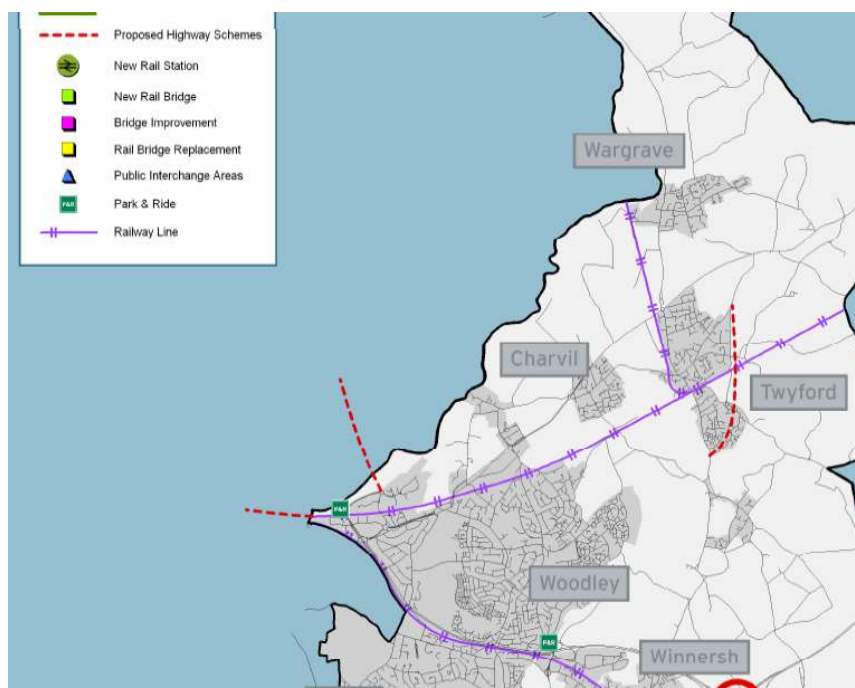 Proposed Highway Schemes
New Rail Station
New Rail Bridge
Bridge Improvement
Rail Bridge Replacement
Public Interchange Areas
P&R Park & Ride
Railway Line
Wargrave
Charvil
Twyford
P&R
Woodley
P&R
Winnersh